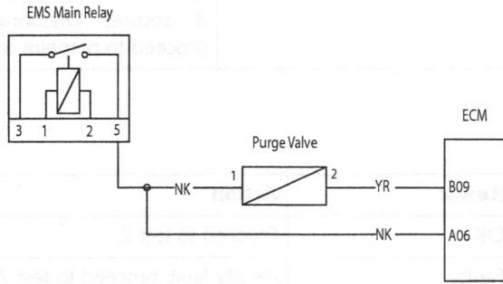 EMS Main Relay
3 1 2 5
ECM
Purge Valve
1 2
NK
YR
B09
NK
A06